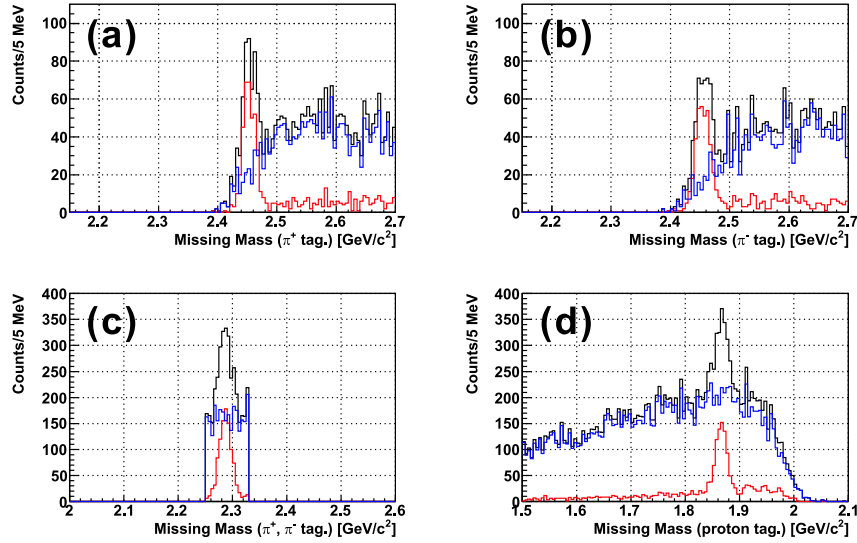 (a)
Counts/5 MeV
100
80
60
40
20
0
2.2 2.3 2.4 2.5 2.6 2.7
Missing Mass (π+ tag.) [GeV/c²]
(b)
Counts/5 MeV
100
80
60
40
20
0
2.2 2.3 2.4 2.5 2.6 2.7
Missing Mass (π- tag.) [GeV/c²]
(c)
Counts/5 MeV
400
350
300
250
200
150
100
50
0
2 2.1 2.2 2.3 2.4 2.5 2.6
Missing Mass (π+, π- tag.) [GeV/c²]
(d)
Counts/5 MeV
400
350
300
250
200
150
100
50
0
1.5 1.6 1.7 1.8 1.9 2 2.1
Missing Mass (proton tag.) [GeV/c²]